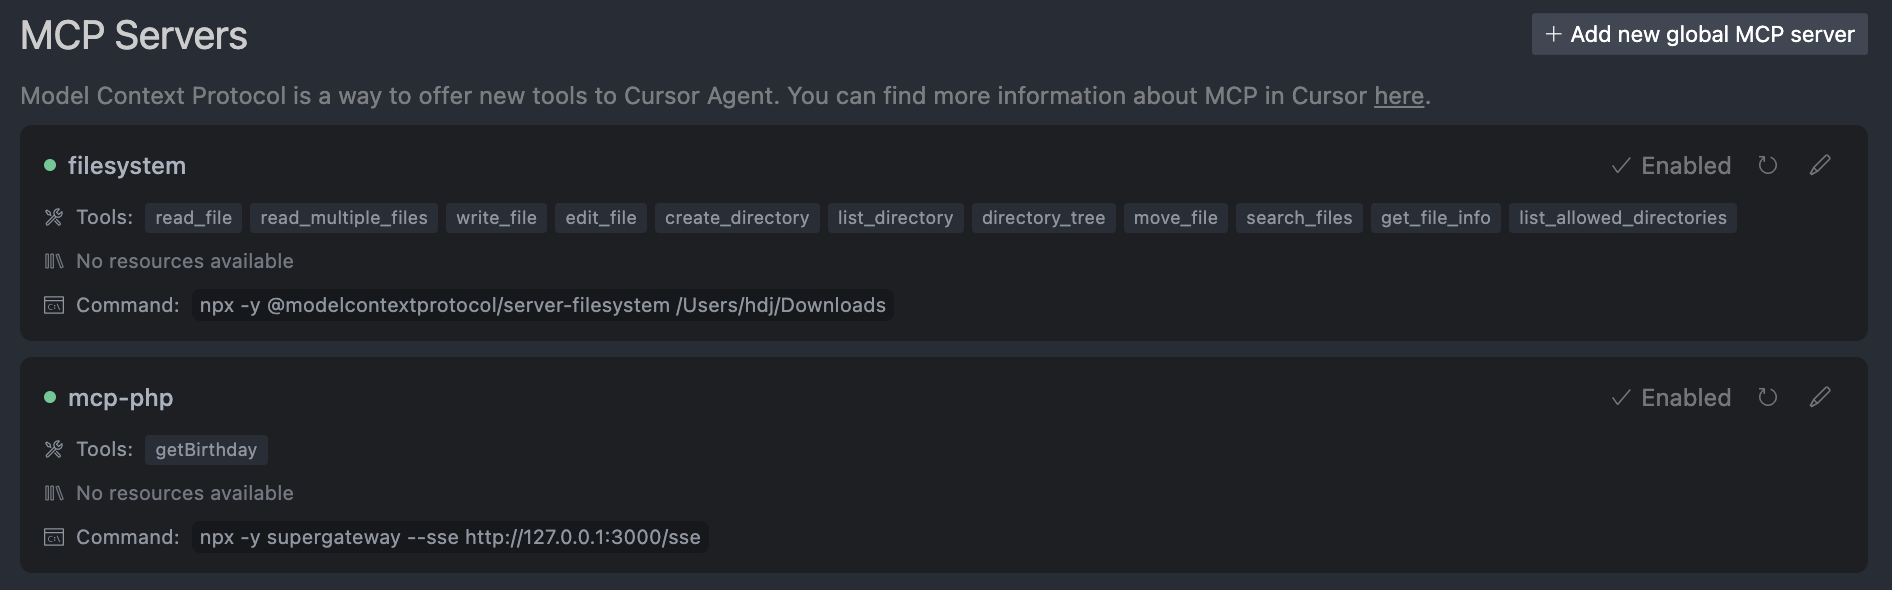 MCP Servers
+ Add new global MCP server
Model Context Protocol is a way to offer new tools to Cursor Agent. You can find more information about MCP in Cursor here.
filesystem
Enabled
Tools: read_file read_multiple_files write_file edit_file create_directory list_directory directory_tree move_file search_files get_file_info list_allowed_directories
No resources available
Command: npx -y @modelcontextprotocol/server-filesystem /Users/hdj/Downloads
mcp-php
Enabled
Tools: getBirthday
No resources available
Command: npx -y supergateway --sse http://127.0.0.1:3000/sse